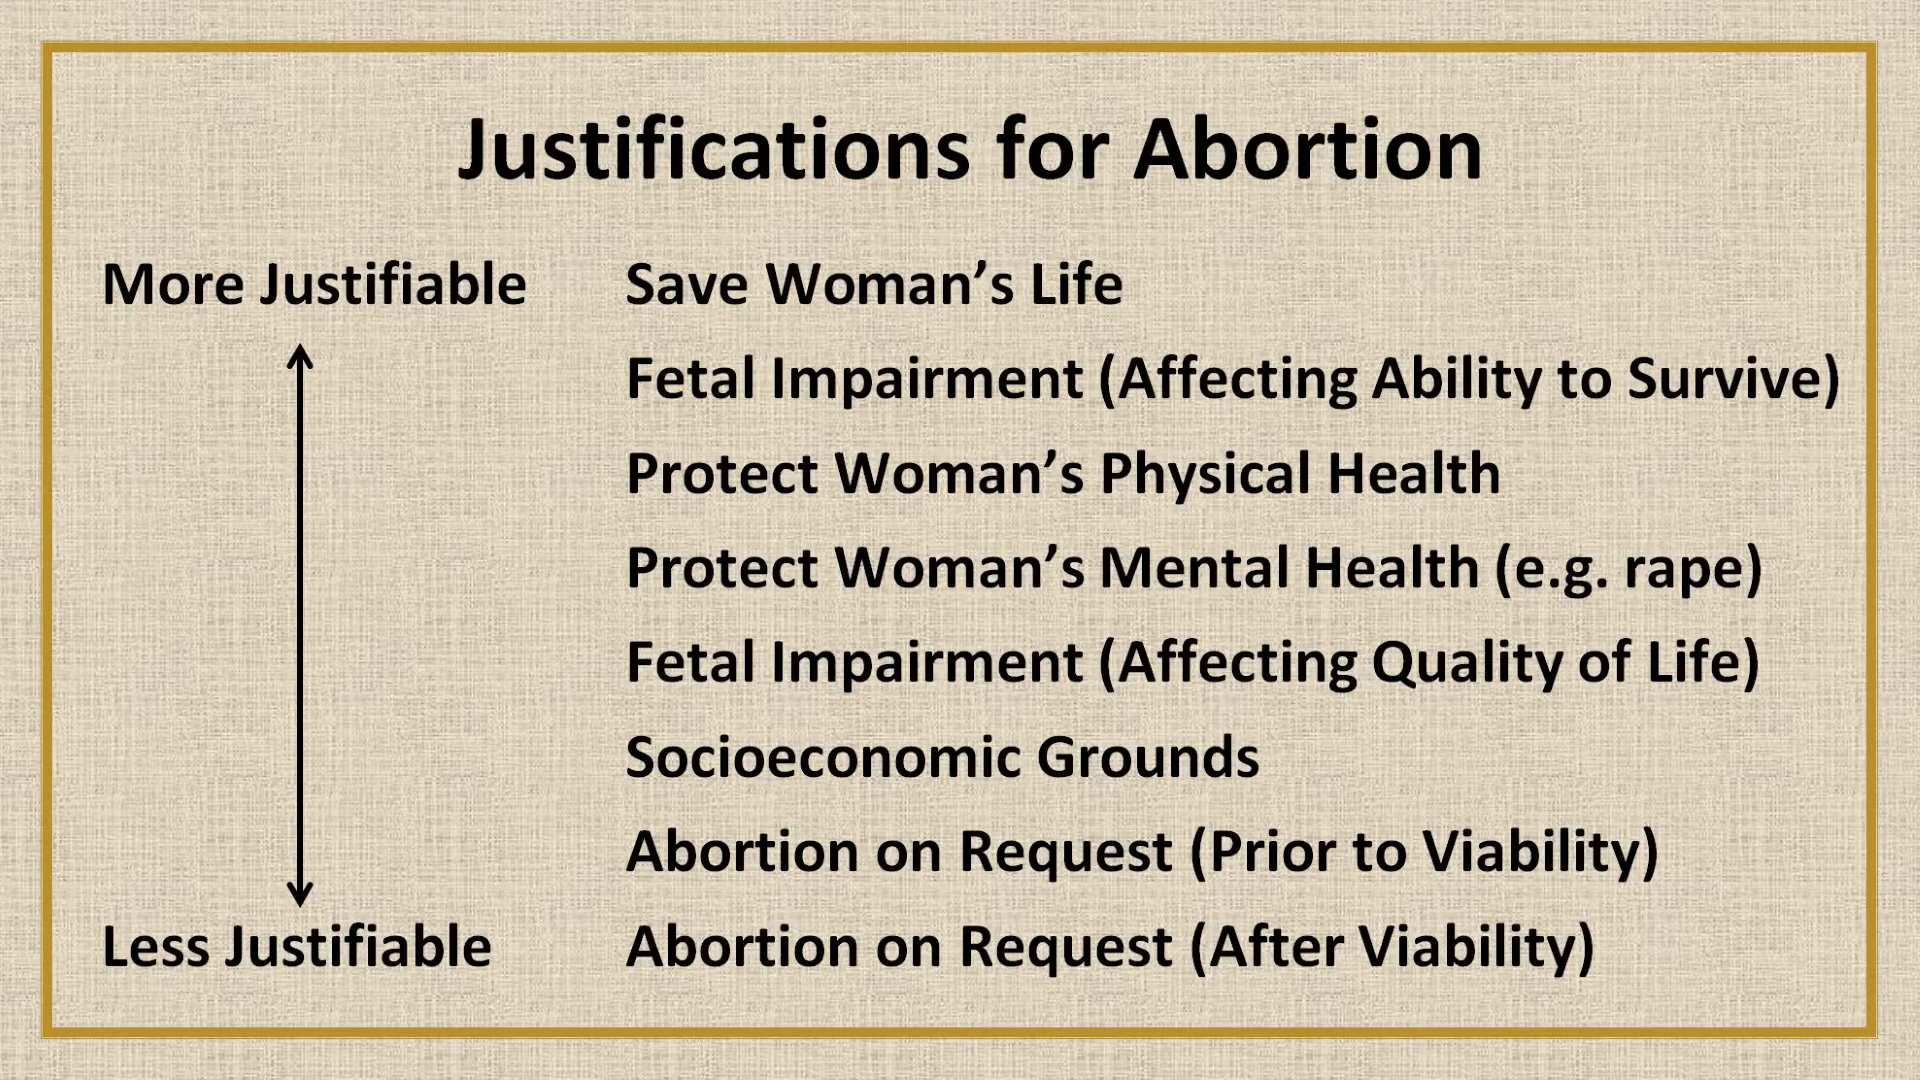 Justifications for Abortion
More Justifiable
Save Woman’s Life
Fetal Impairment (Affecting Ability to Survive)
Protect Woman’s Physical Health
Protect Woman’s Mental Health (e.g. rape)
Fetal Impairment (Affecting Quality of Life)
Socioeconomic Grounds
Abortion on Request (Prior to Viability)
Less Justifiable
Abortion on Request (After Viability)